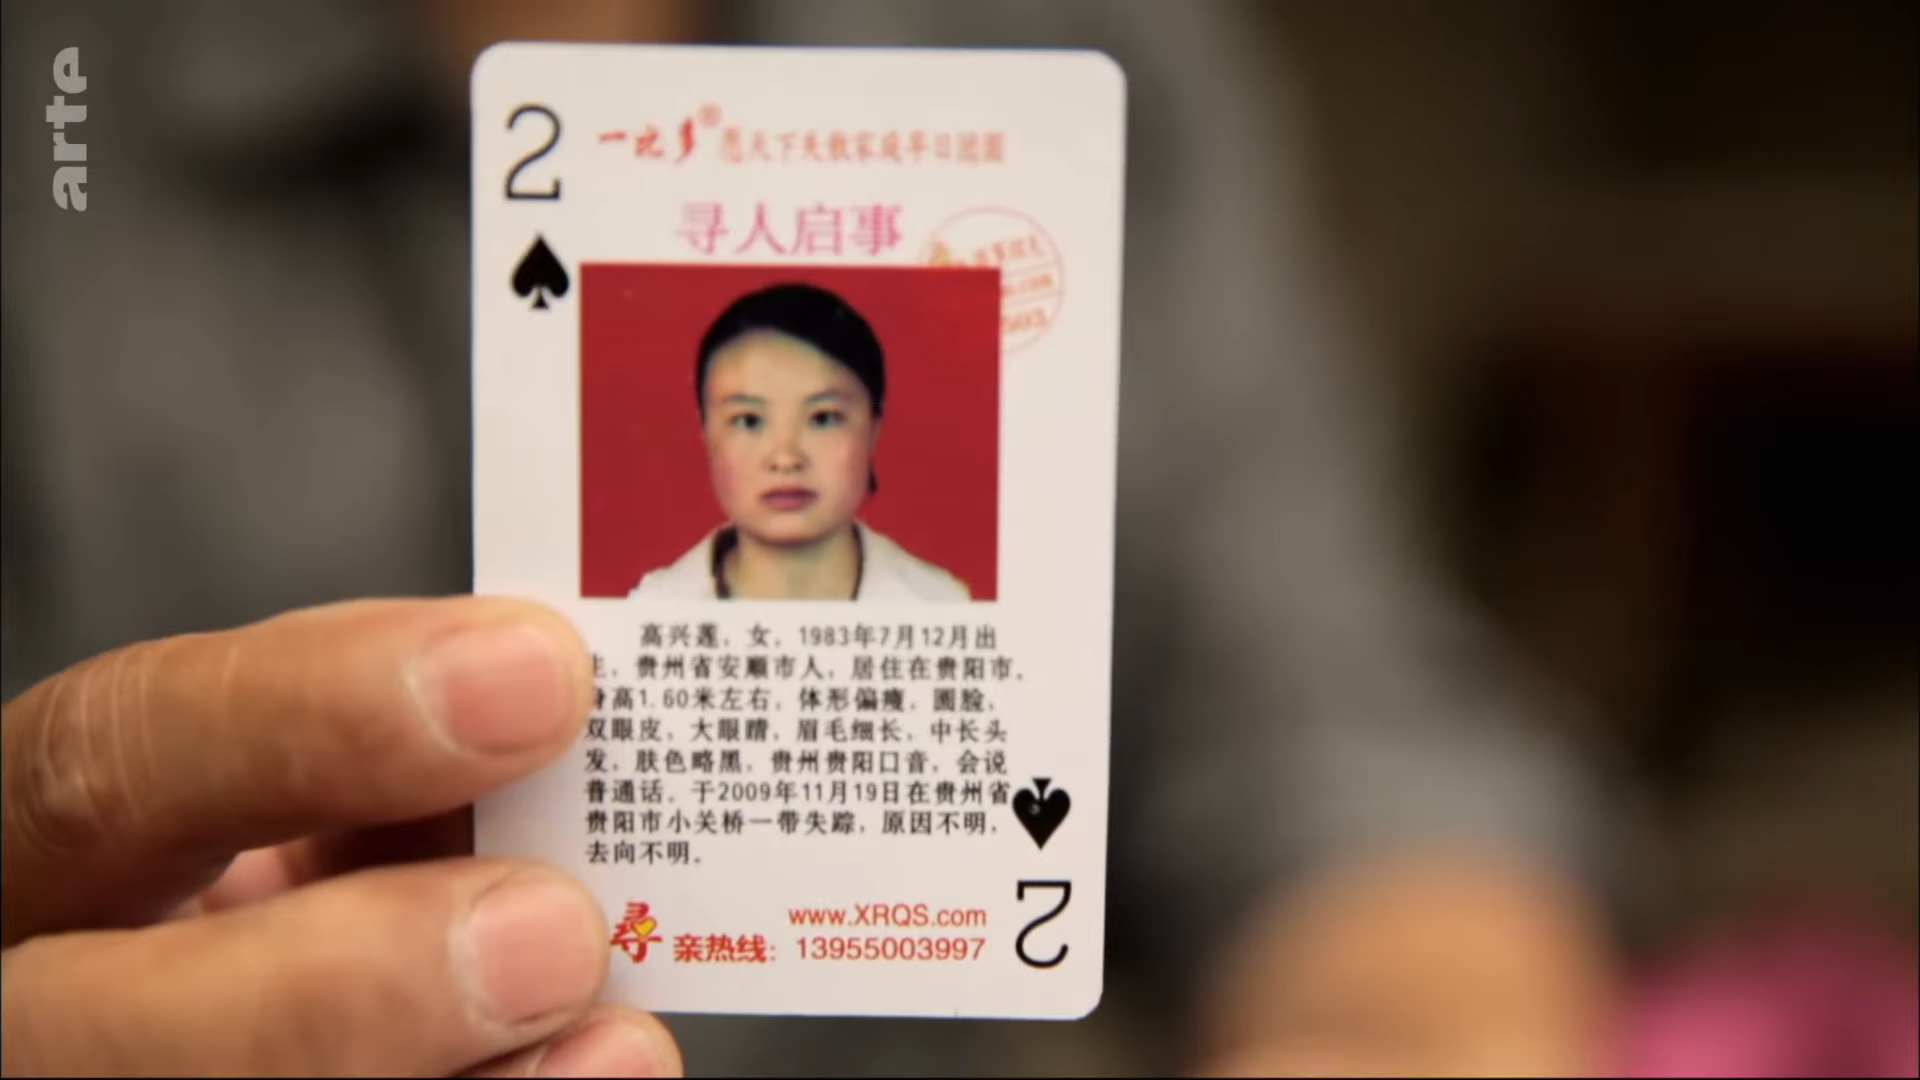 arte
2
一比多® 愿天下失散家庭早日团圆
寻人启事
高兴莲，女，1983年7月12月出
生，贵州省安顺市人，居住在贵阳市，
身高1.60米左右，体形偏瘦，圆脸，
双眼皮，大眼睛，眉毛细长，中长头
发，肤色略黑，贵州贵阳口音，会说
普通话。于2009年11月19日在贵州省
贵阳市小关桥一带失踪，原因不明，
去向不明。
www.XRQS.com
寻亲热线：13955003997
2